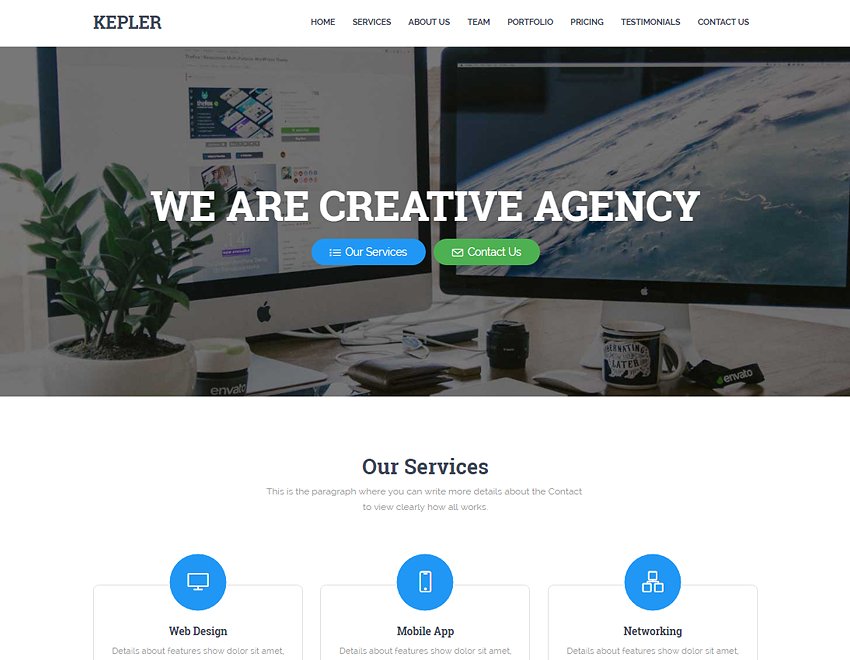 KEPLER
HOME SERVICES ABOUT US TEAM PORTFOLIO PRICING TESTIMONIALS CONTACT US
WE ARE CREATIVE AGENCY
Our Services Contact Us
HIBERNATING
LATER
envato
envato
Our Services
This is the paragraph where you can write more details about the Contact
to view clearly how all works.
Web Design Mobile App Networking
Details about features show dolor sit amet, Details about features show dolor sit amet, Details about features show dolor sit amet,